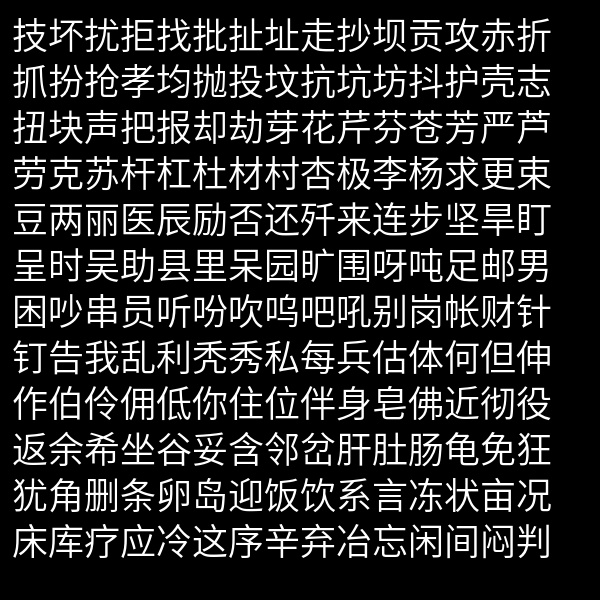 技坏扰拒找批扯址走抄坝贡攻赤折
抓扮抢孝均抛投坟抗坑坊抖护壳志
扭块声把报却劫芽花芹芬苍芳严芦
劳克苏杆杠杜材村杏极李杨求更束
豆两丽医辰励否还歼来连步坚旱盯
呈时吴助县里呆园旷围呀吨足邮男
困吵串员听吩吹呜吧吼别岗帐财针
钉告我乱利秃秀私每兵估体何但伸
作伯伶佣低你住位伴身皂佛近彻役
返余希坐谷妥含邻岔肝肚肠龟免狂
犹角删条卵岛迎饭饮系言冻状亩况
床库疗应冷这序辛弃冶忘闲间闷判